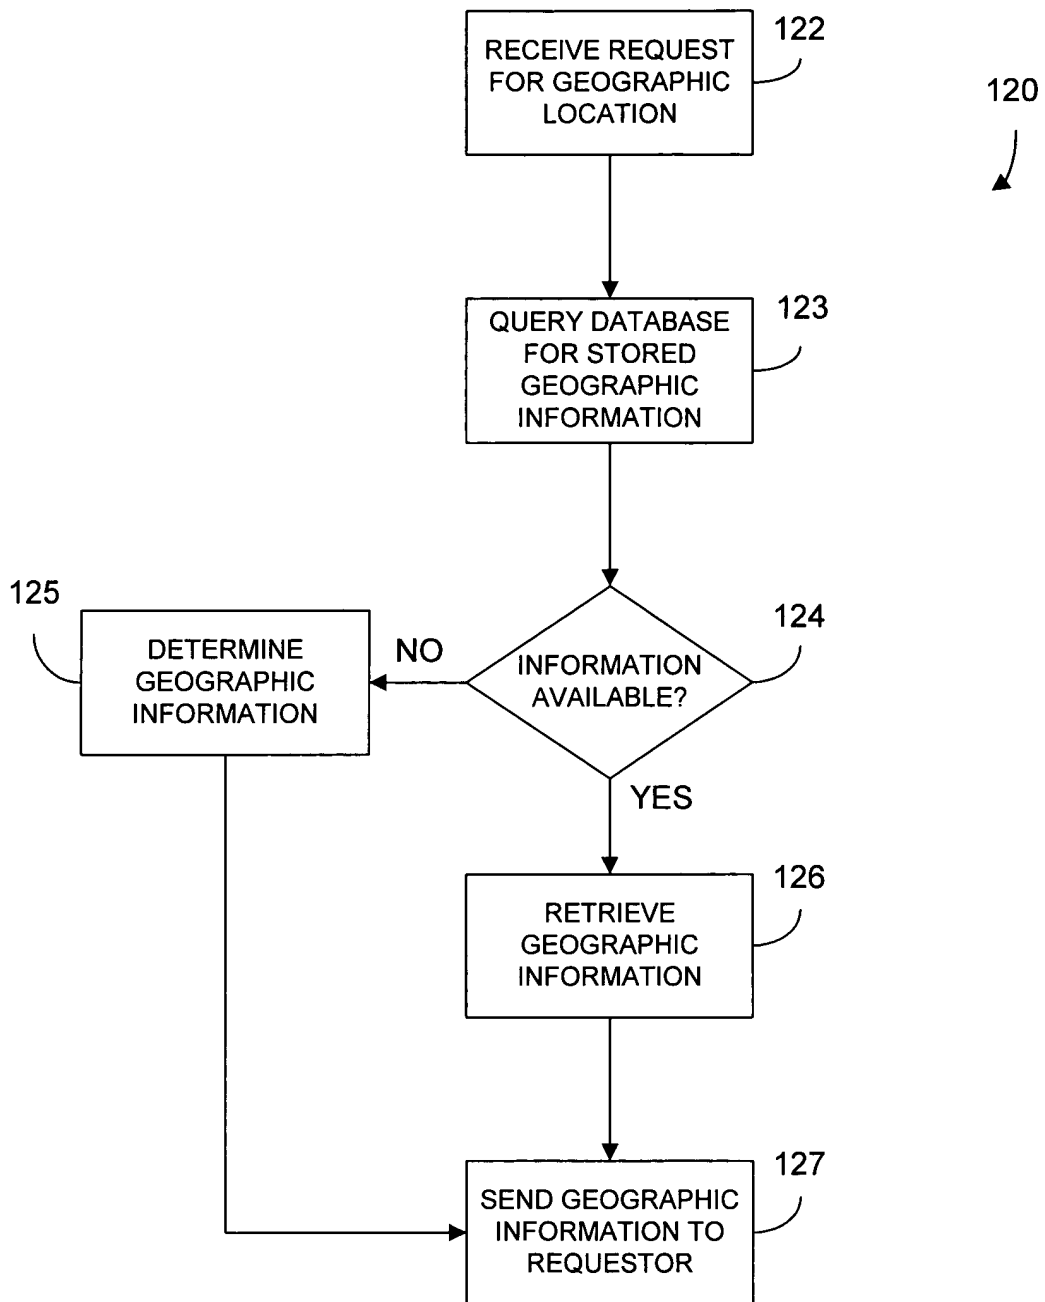 122
RECEIVE REQUEST
FOR GEOGRAPHIC
LOCATION
120
123
QUERY DATABASE
FOR STORED
GEOGRAPHIC
INFORMATION
124
INFORMATION
AVAILABLE?
125
DETERMINE
GEOGRAPHIC
INFORMATION
NO
YES
126
RETRIEVE
GEOGRAPHIC
INFORMATION
127
SEND GEOGRAPHIC
INFORMATION TO
REQUESTOR